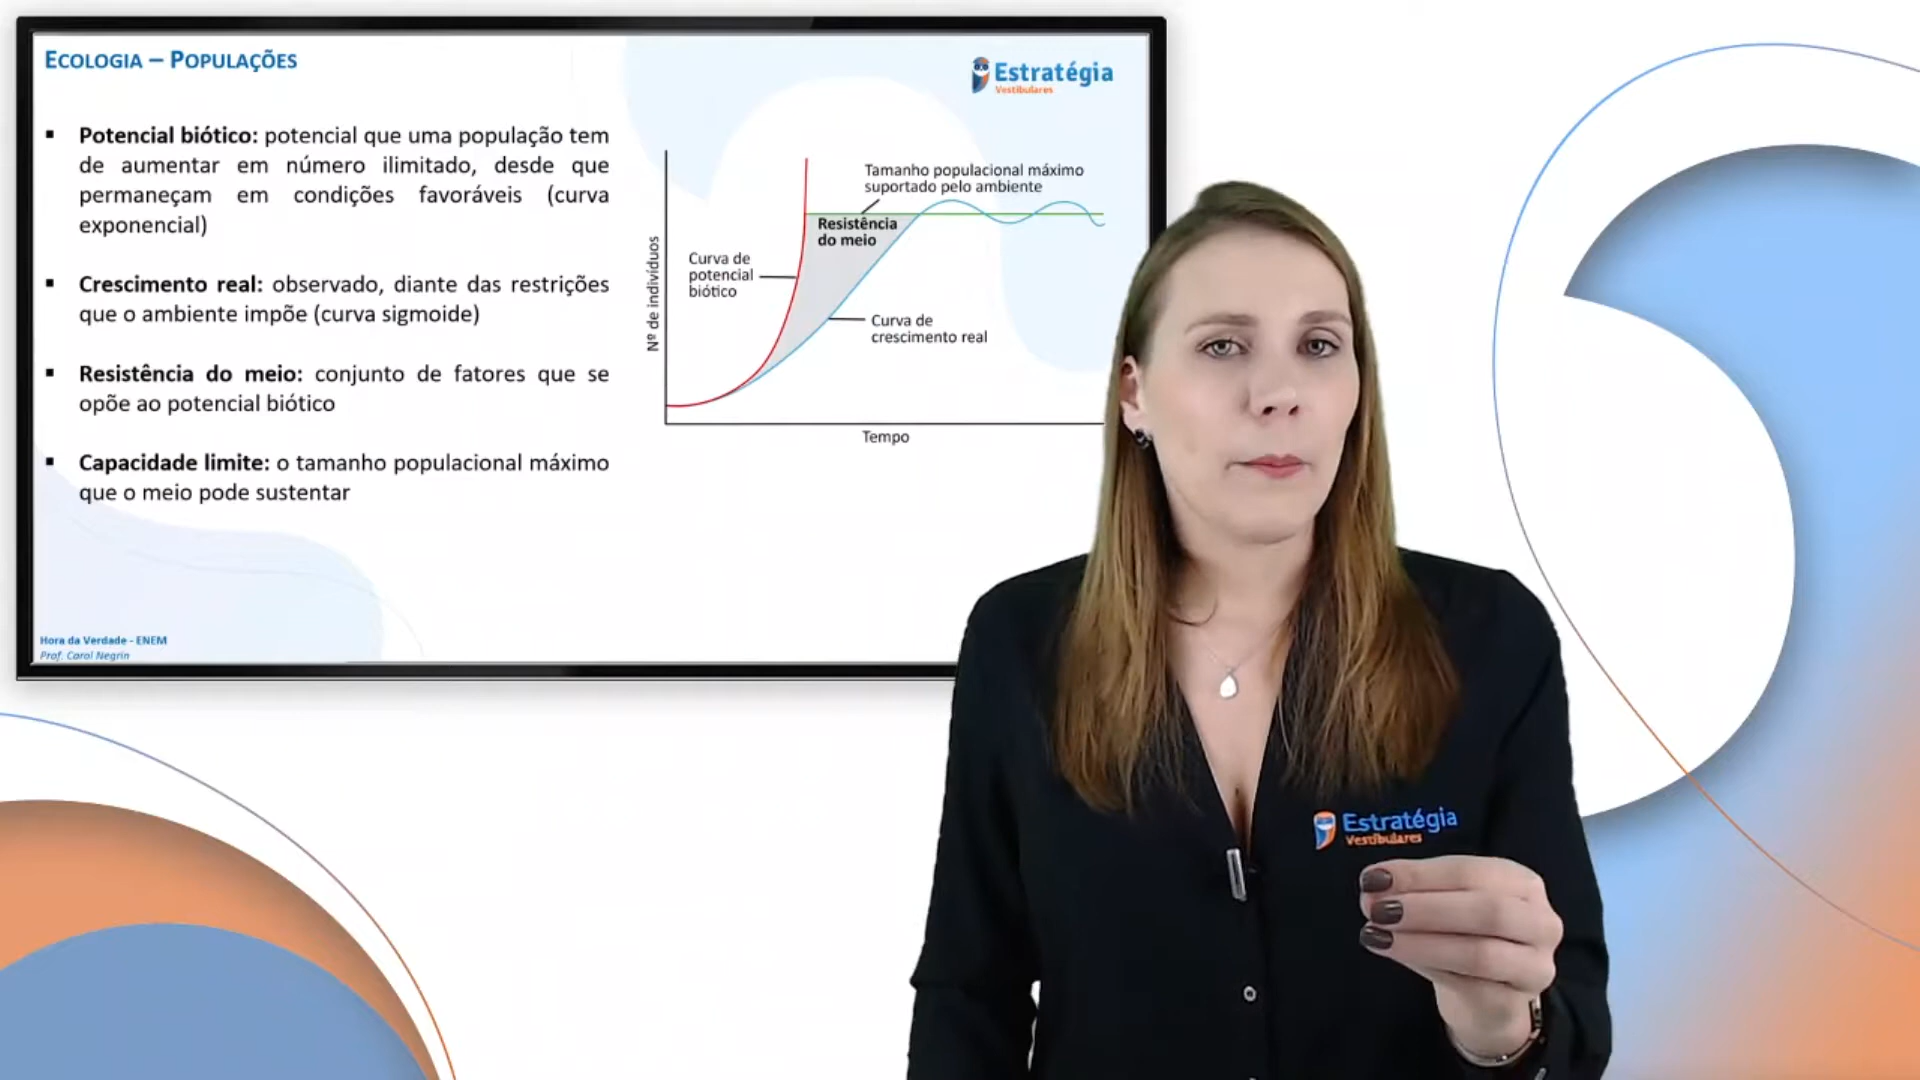 ECOLOGIA – POPULAÇÕES
Estratégia
Vestibulares
▪ Potencial biótico: potencial que uma população tem
de aumentar em número ilimitado, desde que
permaneçam em condições favoráveis (curva
exponencial)
▪ Crescimento real: observado, diante das restrições
que o ambiente impõe (curva sigmoide)
▪ Resistência do meio: conjunto de fatores que se
opõe ao potencial biótico
▪ Capacidade limite: o tamanho populacional máximo
que o meio pode sustentar
Tamanho populacional máximo
suportado pelo ambiente
Resistência
do meio
Curva de
potencial
biótico
Curva de
crescimento real
Nº de indivíduos
Tempo
Hora da Verdade - ENEM
Prof. Carol Negrin
Estratégia
Vestibulares